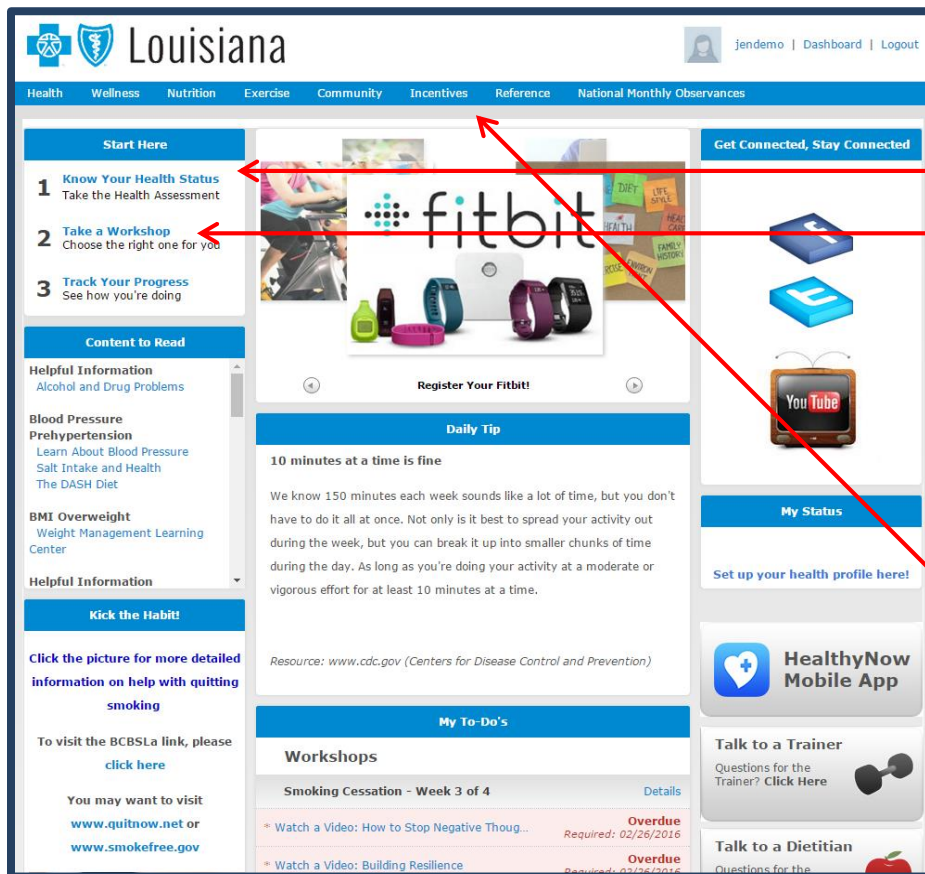 Louisiana
jendemo | Dashboard | Logout
Health Wellness Nutrition Exercise Community Incentives Reference National Monthly Observances
Start Here
1 Know Your Health Status
Take the Health Assessment
2 Take a Workshop
Choose the right one for you
3 Track Your Progress
See how you're doing
Content to Read
Helpful Information
Alcohol and Drug Problems
Blood Pressure
Prehypertension
Learn About Blood Pressure
Salt Intake and Health
The DASH Diet
BMI Overweight
Weight Management Learning
Center
Helpful Information
Kick the Habit!
Click the picture for more detailed
information on help with quitting
smoking
To visit the BCBSLa link, please
click here
You may want to visit
www.quitnow.net or
www.smokefree.gov
fitbit
DIET
LIFE
STYLE
HEALTH
FAMILY
HISTORY
Register Your Fitbit!
Daily Tip
10 minutes at a time is fine
We know 150 minutes each week sounds like a lot of time, but you don't
have to do it all at once. Not only is it best to spread your activity out
during the week, but you can break it up into smaller chunks of time
during the day. As long as you're doing your activity at a moderate or
vigorous effort for at least 10 minutes at a time.
Resource: www.cdc.gov (Centers for Disease Control and Prevention)
My To-Do's
Workshops
Smoking Cessation - Week 3 of 4 Details
* Watch a Video: How to Stop Negative Thoug... Overdue
Required: 02/26/2016
* Watch a Video: Building Resilience Overdue
Required: 02/26/2016
Get Connected, Stay Connected
f
t
You Tube
My Status
Set up your health profile here!
HealthyNow
Mobile App
Talk to a Trainer
Questions for the
Trainer? Click Here
Talk to a Dietitian
Questions for the